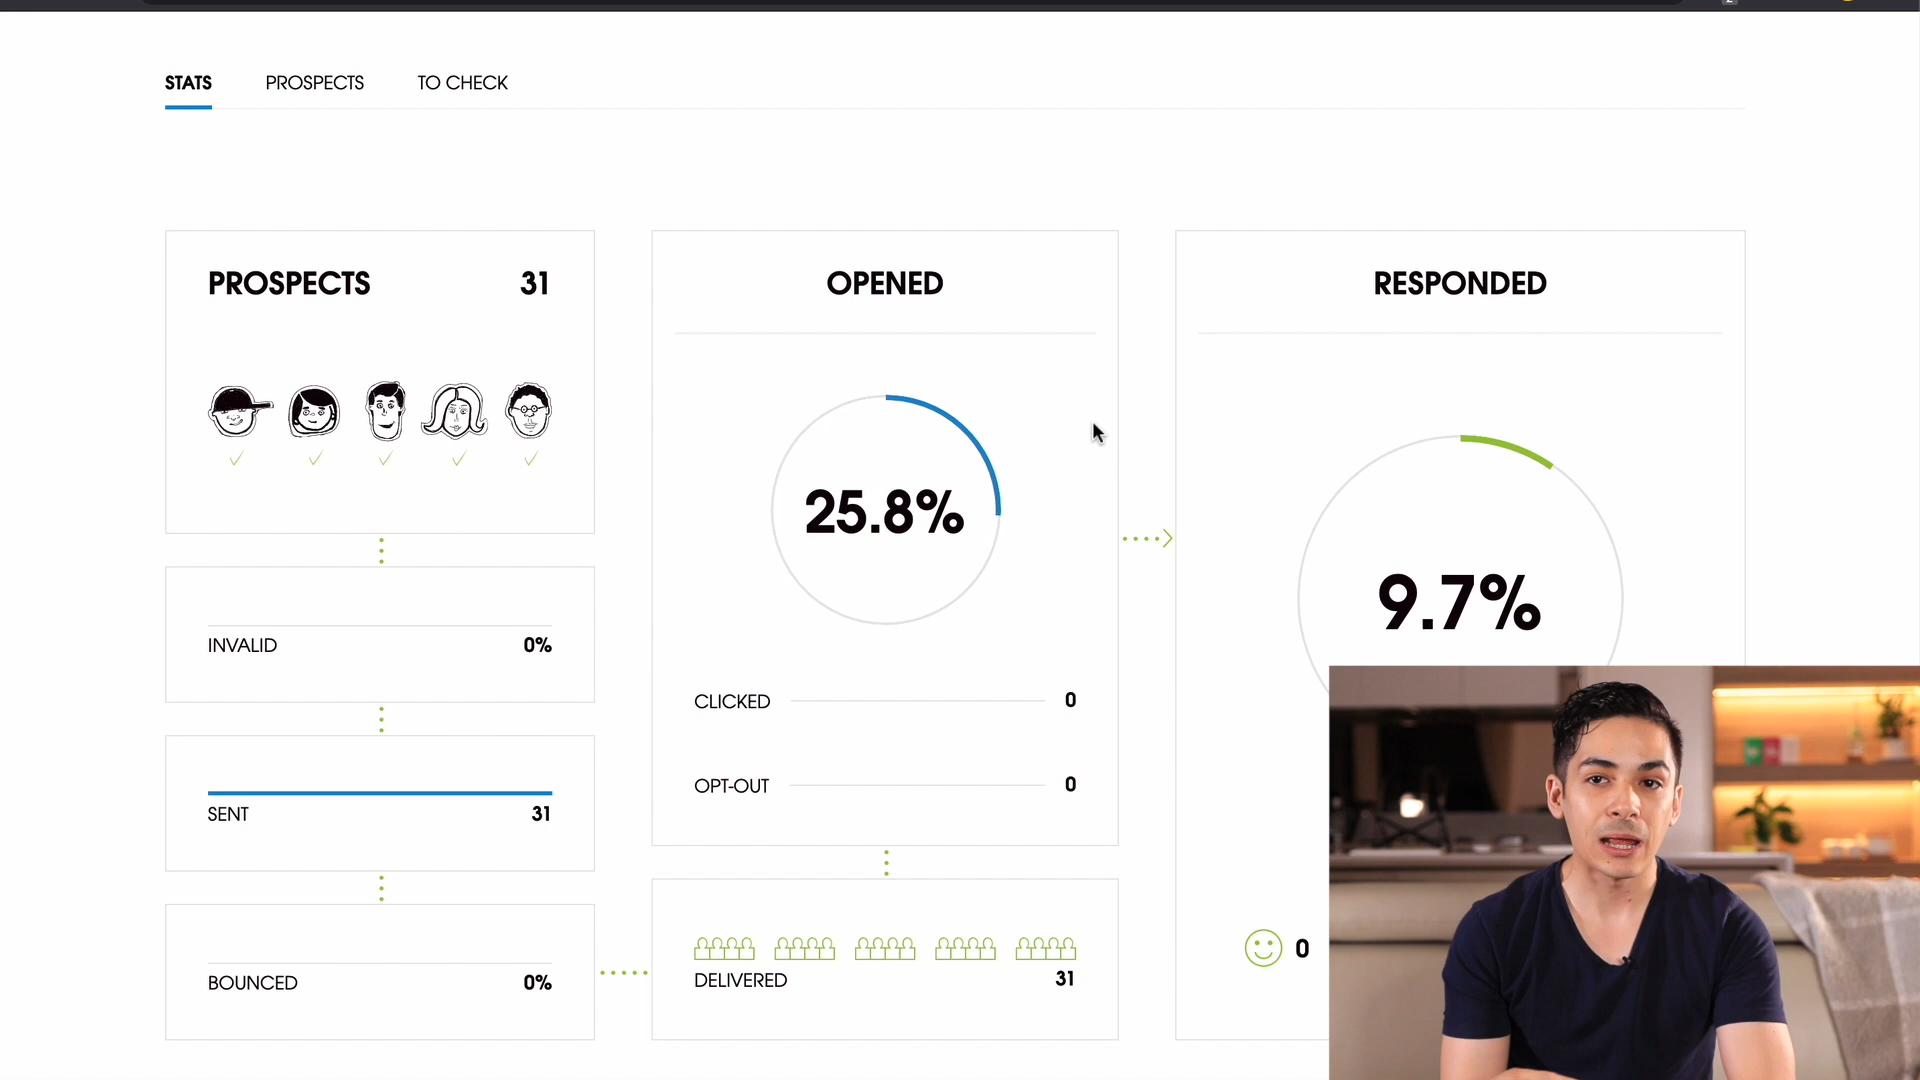 STATS PROSPECTS TO CHECK
PROSPECTS 31
INVALID 0%
SENT 31
BOUNCED 0%
OPENED
25.8%
CLICKED 0
OPT-OUT 0
DELIVERED 31
RESPONDED
9.7%
0